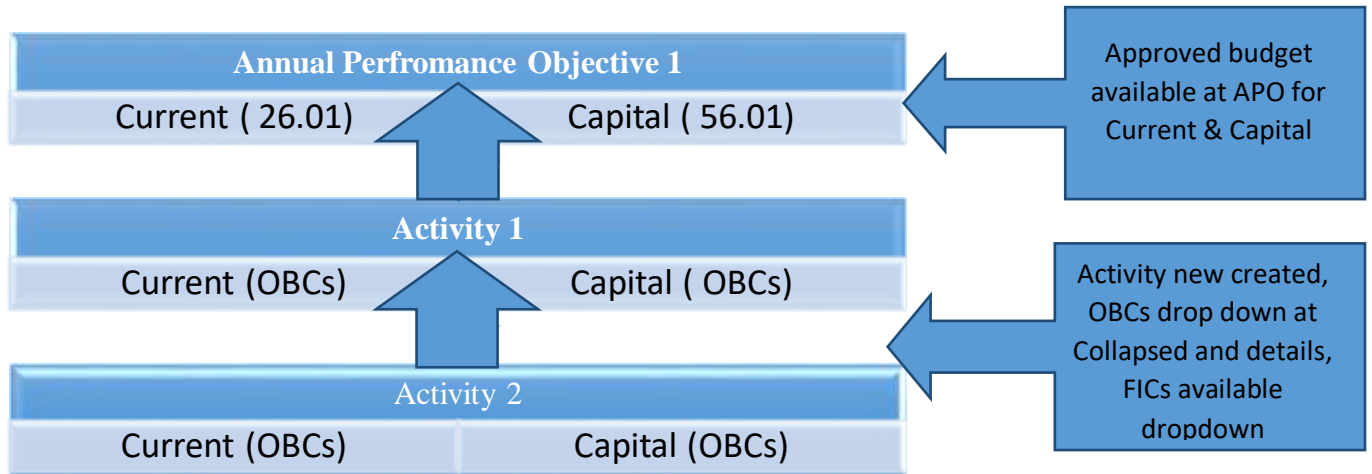 Annual Perfromance Objective 1
Current ( 26.01)
Capital ( 56.01)
Approved budget
available at APO for
Current & Capital
Activity 1
Current (OBCs)
Capital ( OBCs)
Activity new created,
OBCs drop down at
Collapsed and details,
FICs available
dropdown
Activity 2
Current (OBCs)
Capital (OBCs)